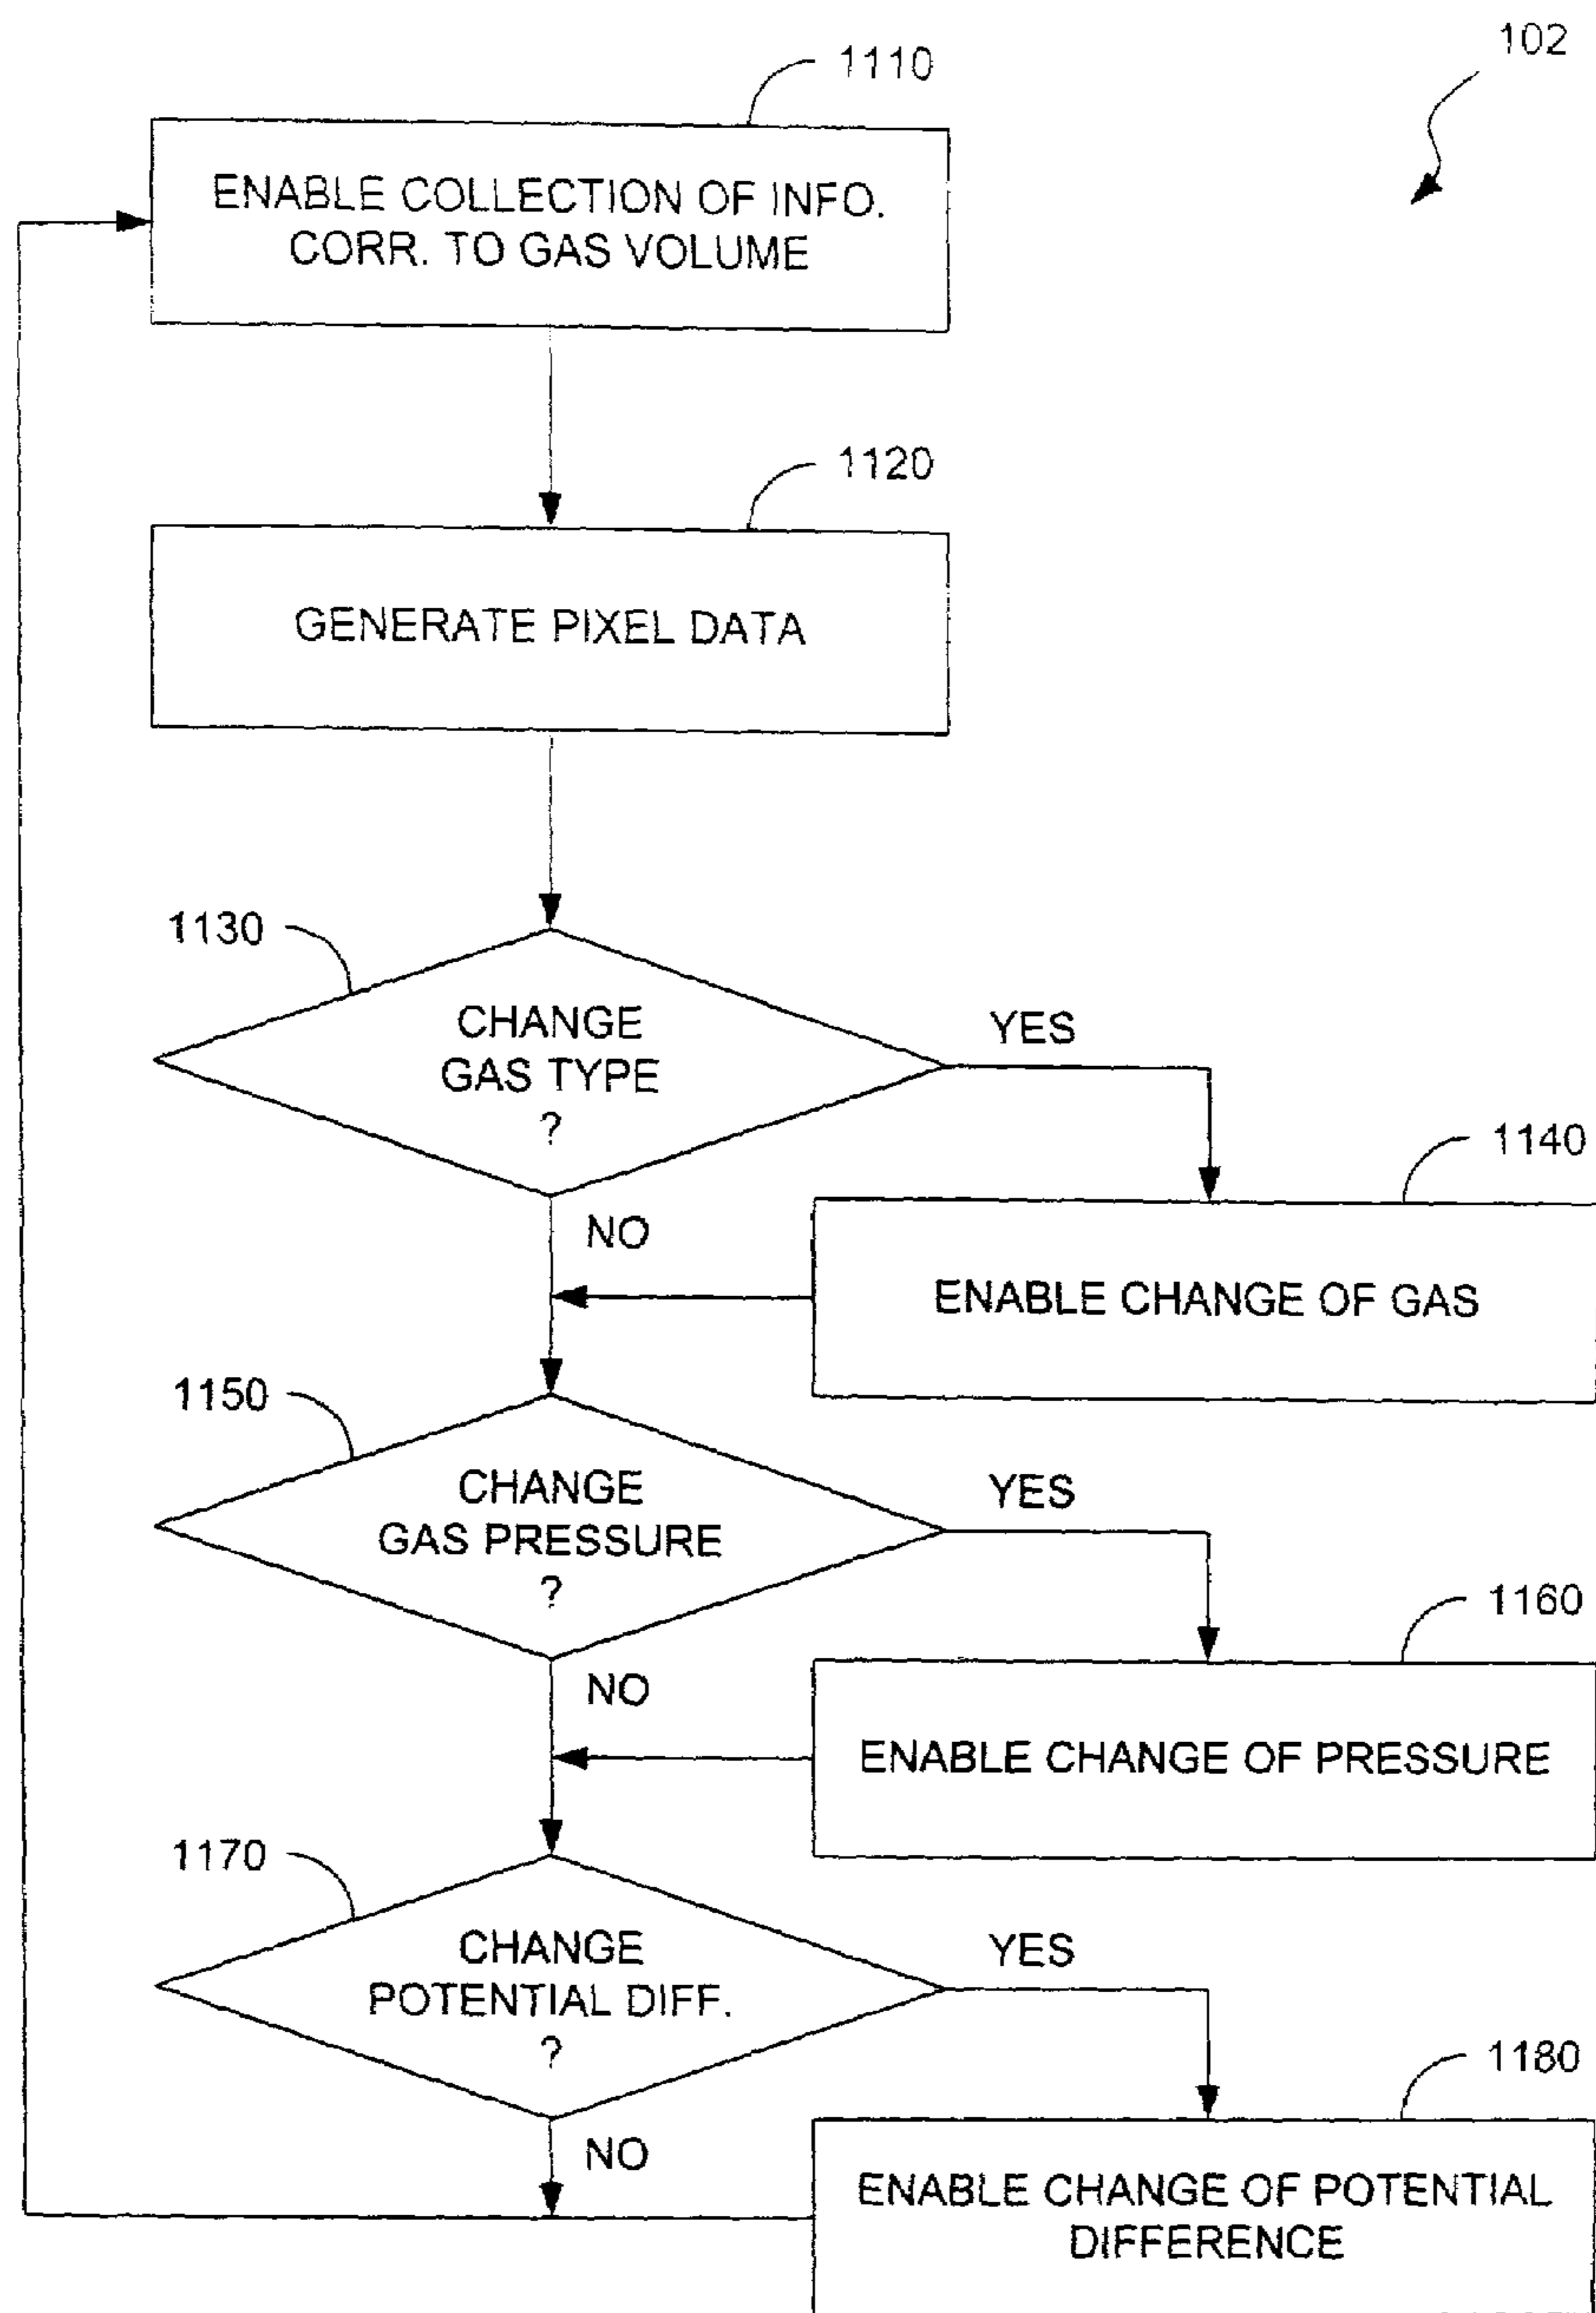 102
1110
ENABLE COLLECTION OF INFO.
CORR. TO GAS VOLUME
1120
GENERATE PIXEL DATA
1130
CHANGE
GAS TYPE
?
YES
1140
NO
ENABLE CHANGE OF GAS
1150
CHANGE
GAS PRESSURE
?
YES
1160
NO
ENABLE CHANGE OF PRESSURE
1170
CHANGE
POTENTIAL DIFF.
?
YES
1180
NO
ENABLE CHANGE OF POTENTIAL
DIFFERENCE